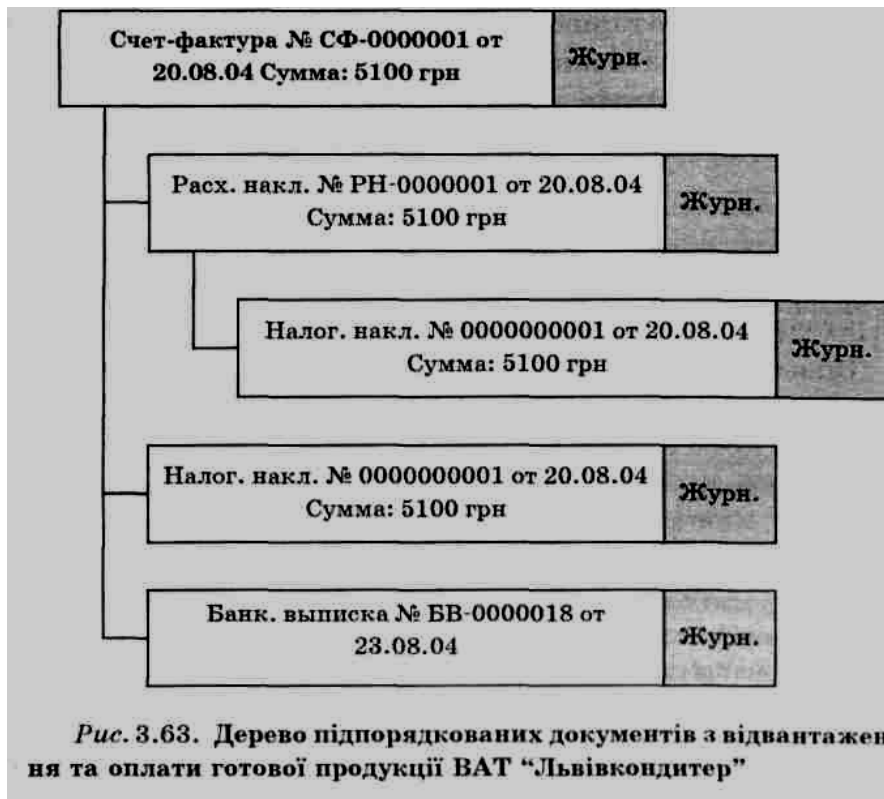 Счет-фактура № СФ-0000001 от
20.08.04 Сумма: 5100 грн
Журн.
Расх. накл. № РН-0000001 от 20.08.04
Сумма: 5100 грн
Журн.
Налог. накл. № 0000000001 от 20.08.04
Сумма: 5100 грн
Журн.
Налог. накл. № 0000000001 от 20.08.04
Сумма: 5100 грн
Журн.
Банк. выписка № БВ-0000018 от
23.08.04
Журн.
Рис. 3.63. Дерево підпорядкованих документів з відвантажен
ня та оплати готової продукції ВАТ “Львівкондитер”